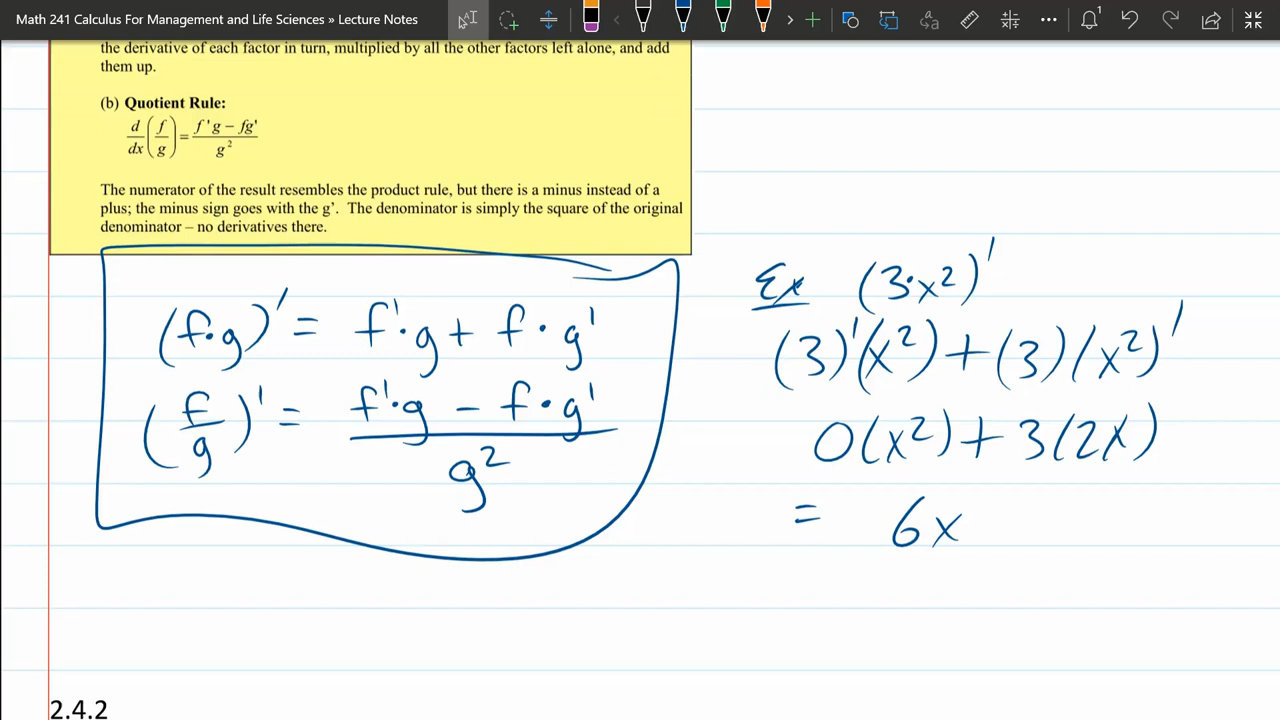 Math 241 Calculus For Management and Life Sciences » Lecture Notes
the derivative of each factor in turn, multiplied by all the other factors left alone, and add
them up.
(b) Quotient Rule:
d/dx (f/g) = (f'g − fg')/g²
The numerator of the result resembles the product rule, but there is a minus instead of a
plus; the minus sign goes with the g’. The denominator is simply the square of the original
denominator – no derivatives there.
(f·g)' = f'·g + f·g'
(f/g)' = (f'·g − f·g')/g²
Ex (3·x²)'
(3)'(x²)+(3)(x²)'
0(x²)+3(2x)
= 6x
2.4.2